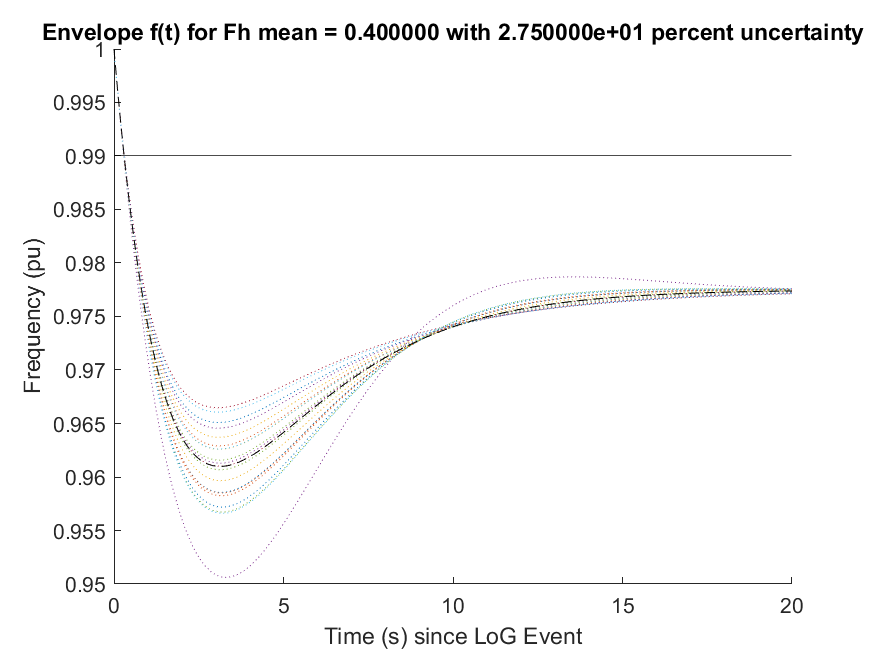 Envelope f(t) for Fh mean = 0.400000 with 2.750000e+01 percent uncertainty
1
0.995
0.99
0.985
0.98
0.975
0.97
0.965
0.96
0.955
0.95
Frequency (pu)
0 5 10 15 20
Time (s) since LoG Event